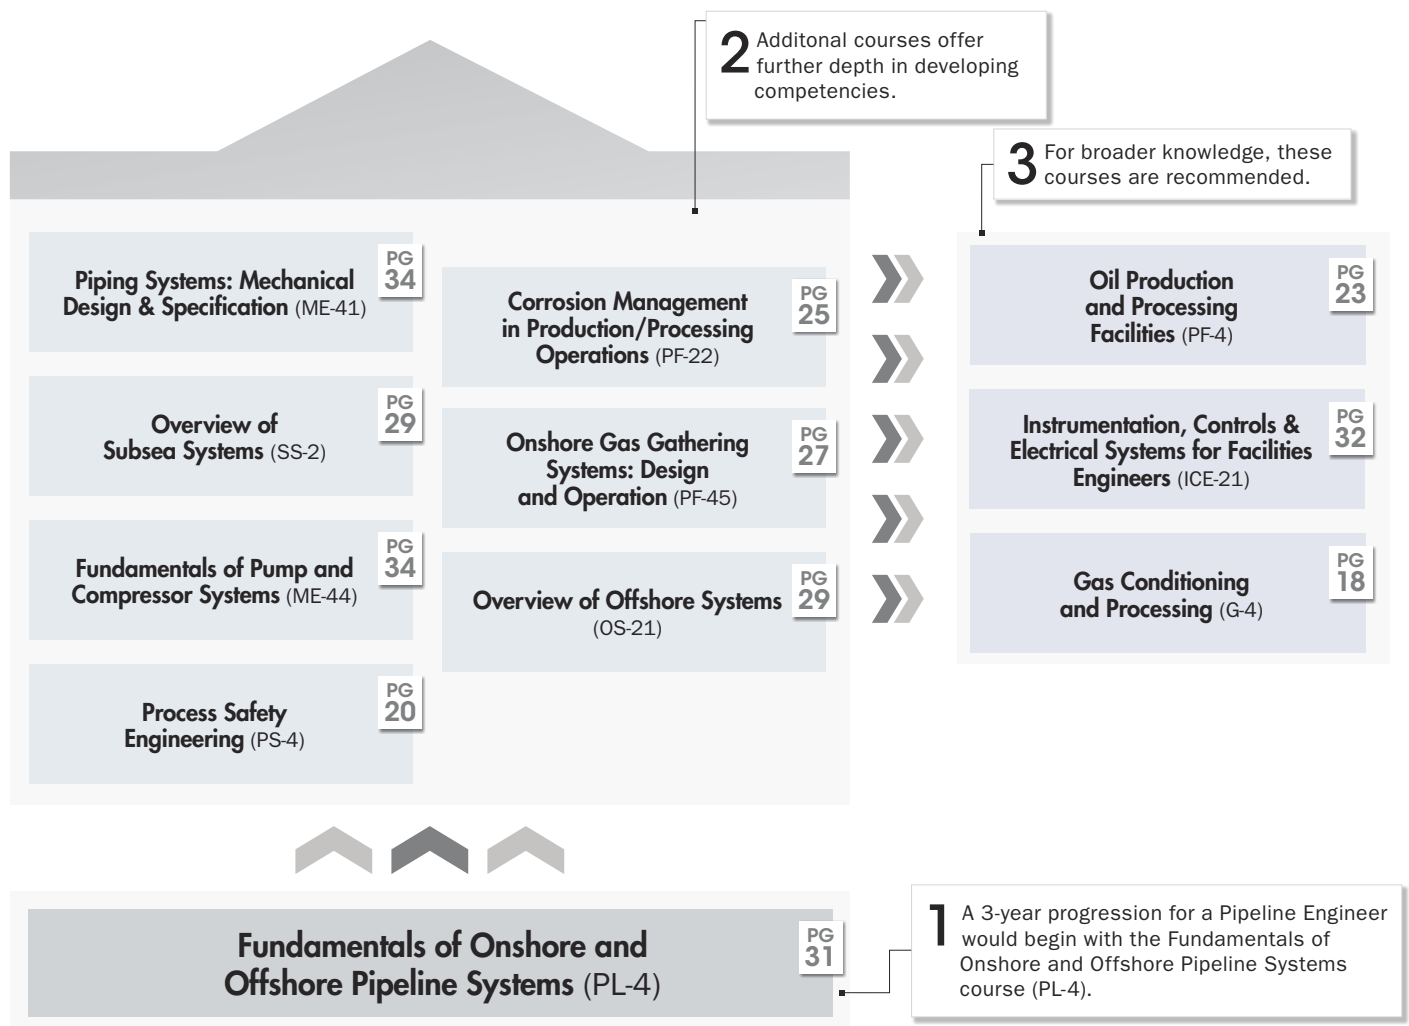 2 Additonal courses offer
further depth in developing
competencies.
3 For broader knowledge, these
courses are recommended.
Piping Systems: Mechanical
Design & Specification (ME-41)
PG
34
Overview of
Subsea Systems (SS-2)
PG
29
Fundamentals of Pump and
Compressor Systems (ME-44)
PG
34
Process Safety
Engineering (PS-4)
PG
20
Corrosion Management
in Production/Processing
Operations (PF-22)
PG
25
Onshore Gas Gathering
Systems: Design
and Operation (PF-45)
PG
27
Overview of Offshore Systems
(OS-21)
PG
29
Oil Production
and Processing
Facilities (PF-4)
PG
23
Instrumentation, Controls &
Electrical Systems for Facilities
Engineers (ICE-21)
PG
32
Gas Conditioning
and Processing (G-4)
PG
18
Fundamentals of Onshore and
Offshore Pipeline Systems (PL-4)
PG
31
1 A 3-year progression for a Pipeline Engineer
would begin with the Fundamentals of
Onshore and Offshore Pipeline Systems
course (PL-4).